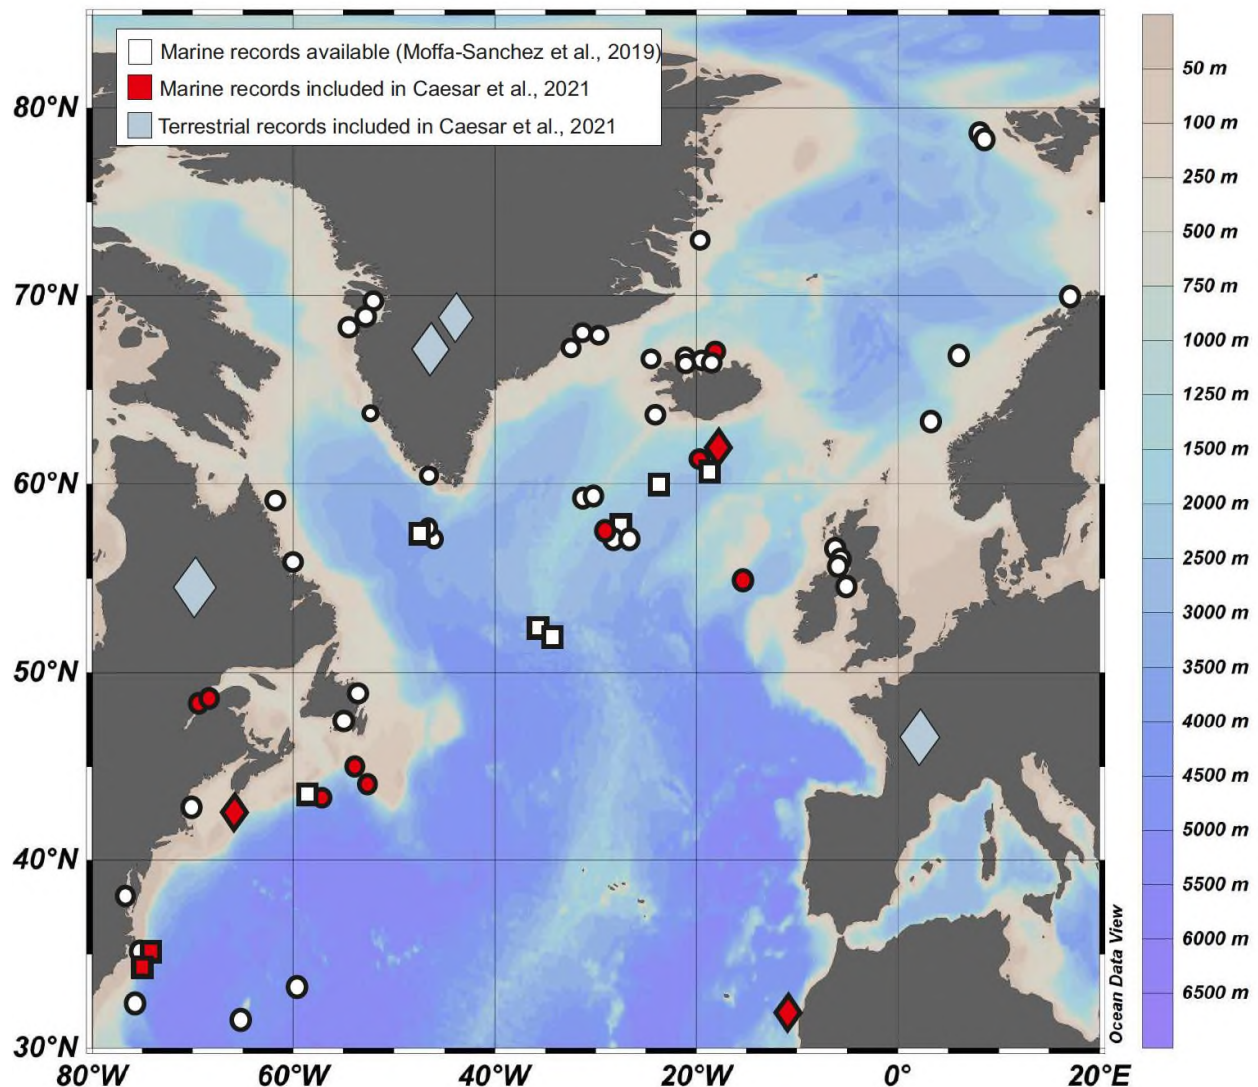 Marine records available (Moffa-Sanchez et al., 2019)
Marine records included in Caesar et al., 2021
Terrestrial records included in Caesar et al., 2021
80°N
70°N
60°N
50°N
40°N
30°N
80°W
60°W
40°W
20°W
0°
20°E
50 m
100 m
250 m
500 m
750 m
1000 m
1250 m
1500 m
2000 m
2500 m
3000 m
3500 m
4000 m
4500 m
5000 m
5500 m
6000 m
6500 m
Ocean Data View